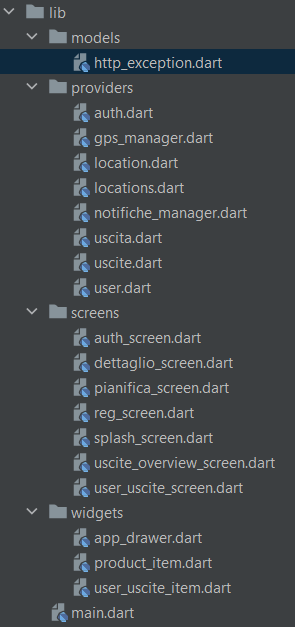 lib
models
http_exception.dart
providers
auth.dart
gps_manager.dart
location.dart
locations.dart
notifiche_manager.dart
uscita.dart
uscite.dart
user.dart
screens
auth_screen.dart
dettaglio_screen.dart
pianifica_screen.dart
reg_screen.dart
splash_screen.dart
uscite_overview_screen.dart
user_uscite_screen.dart
widgets
app_drawer.dart
product_item.dart
user_uscite_item.dart
main.dart